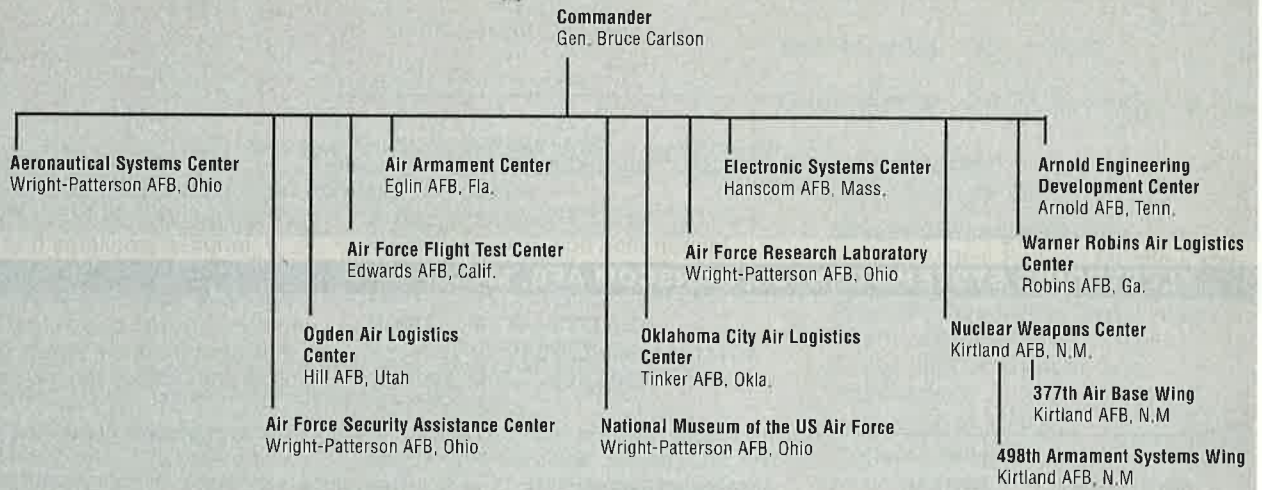 Commander
Gen. Bruce Carlson
Aeronautical Systems Center
Wright-Patterson AFB, Ohio
Air Armament Center
Eglin AFB, Fla.
Electronic Systems Center
Hanscom AFB, Mass.
Arnold Engineering
Development Center
Arnold AFB, Tenn.
Air Force Flight Test Center
Edwards AFB, Calif.
Air Force Research Laboratory
Wright-Patterson AFB, Ohio
Warner Robins Air Logistics
Center
Robins AFB, Ga.
Ogden Air Logistics
Center
Hill AFB, Utah
Oklahoma City Air Logistics
Center
Tinker AFB, Okla.
Nuclear Weapons Center
Kirtland AFB, N.M.
377th Air Base Wing
Kirtland AFB, N.M
Air Force Security Assistance Center
Wright-Patterson AFB, Ohio
National Museum of the US Air Force
Wright-Patterson AFB, Ohio
498th Armament Systems Wing
Kirtland AFB, N.M